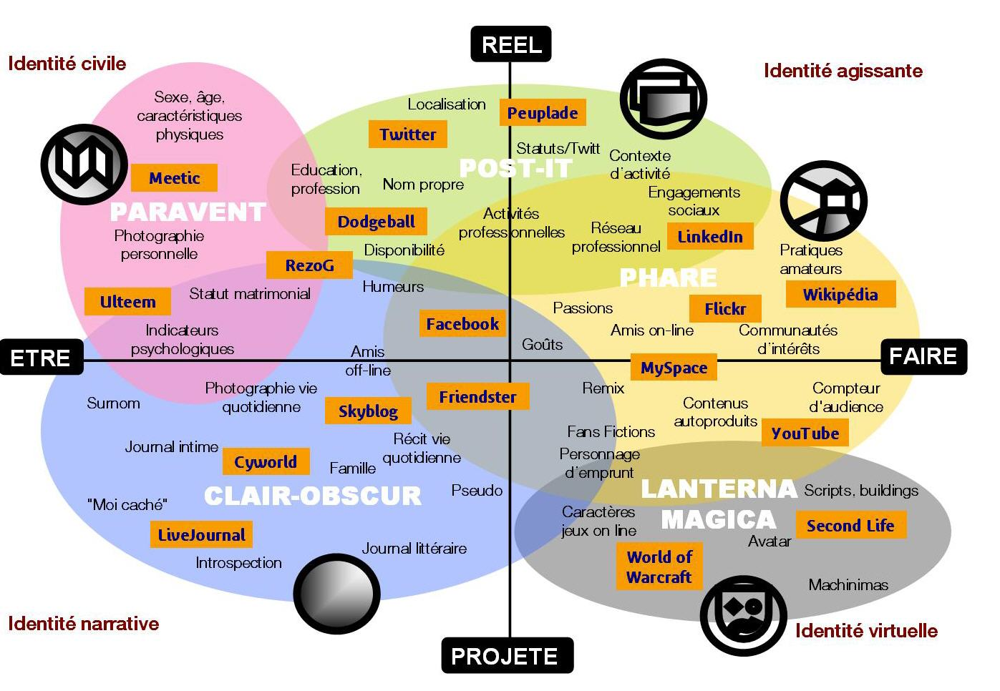 REEL
Identité civile
Identité agissante
Sexe, âge,
caractéristiques
physiques
Localisation
Peuplade
Twitter
Statuts/Twitt
Contexte
d'activité
POST-IT
Meetic
Education,
profession
Nom propre
Engagements
sociaux
PARAVENT
Dodgeball
Activités
professionnelles
Réseau
professionnel
LinkedIn
Photographie
personnelle
Disponibilité
Pratiques
amateurs
RezoG
PHARE
Humeurs
Wikipédia
Ulteem
Statut matrimonial
Passions
Flickr
Facebook
Indicateurs
psychologiques
Amis on-line
Communautés
d'intérêts
Goûts
Amis
off-line
ETRE
FAIRE
MySpace
Surnom
Photographie vie
quotidienne
Friendster
Remix
Compteur
d'audience
Skyblog
Contenus
autoproduits
YouTube
Fans Fictions
Journal intime
Récit vie
quotidienne
Cyworld
Famille
Personnage
d'emprunt
CLAIR-OBSCUR
Pseudo
LANTERNA
MAGICA
Scripts, buildings
"Moi caché"
Caractères
jeux on line
Second Life
LiveJournal
Avatar
Introspection
Journal littéraire
World of
Warcraft
Machinimas
Identité narrative
Identité virtuelle
PROJETE